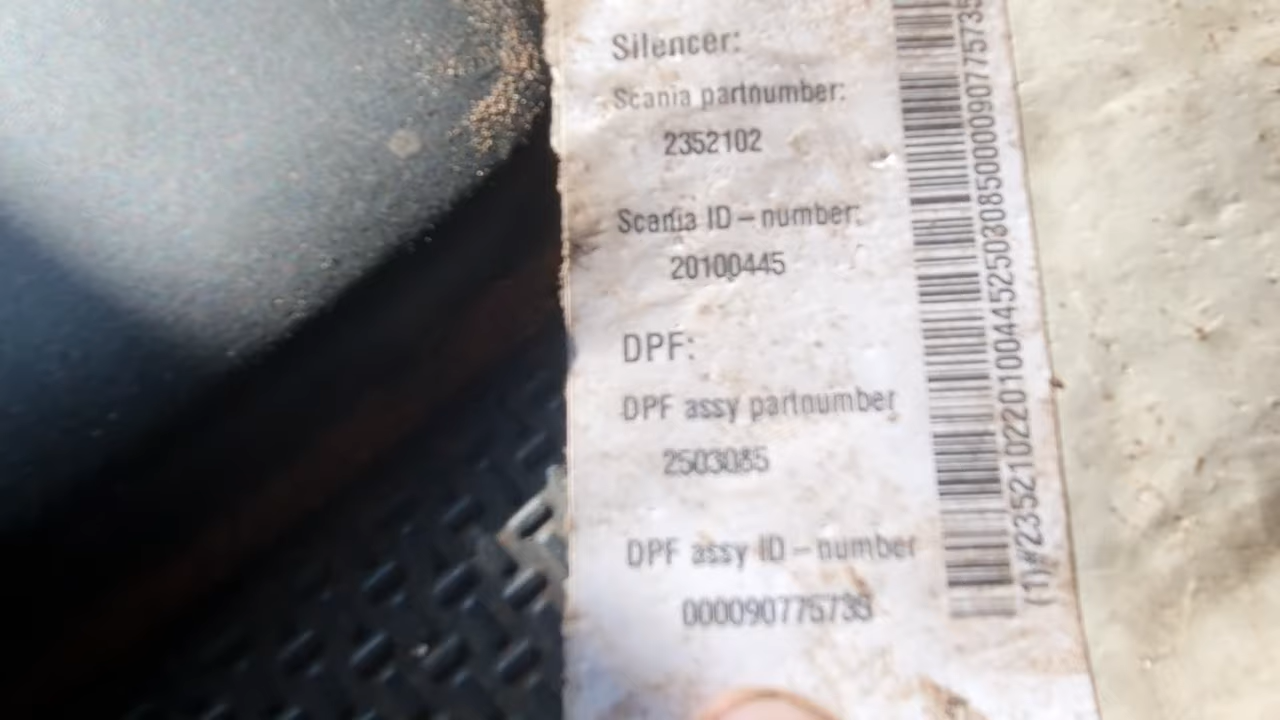 Silencer:
Scania partnumber:
2352102
Scania ID-number:
20100445
DPF:
DPF assy partnumber
2503085
DPF assy ID-number
000090775735
(1)#2352102201004452503085000090775735